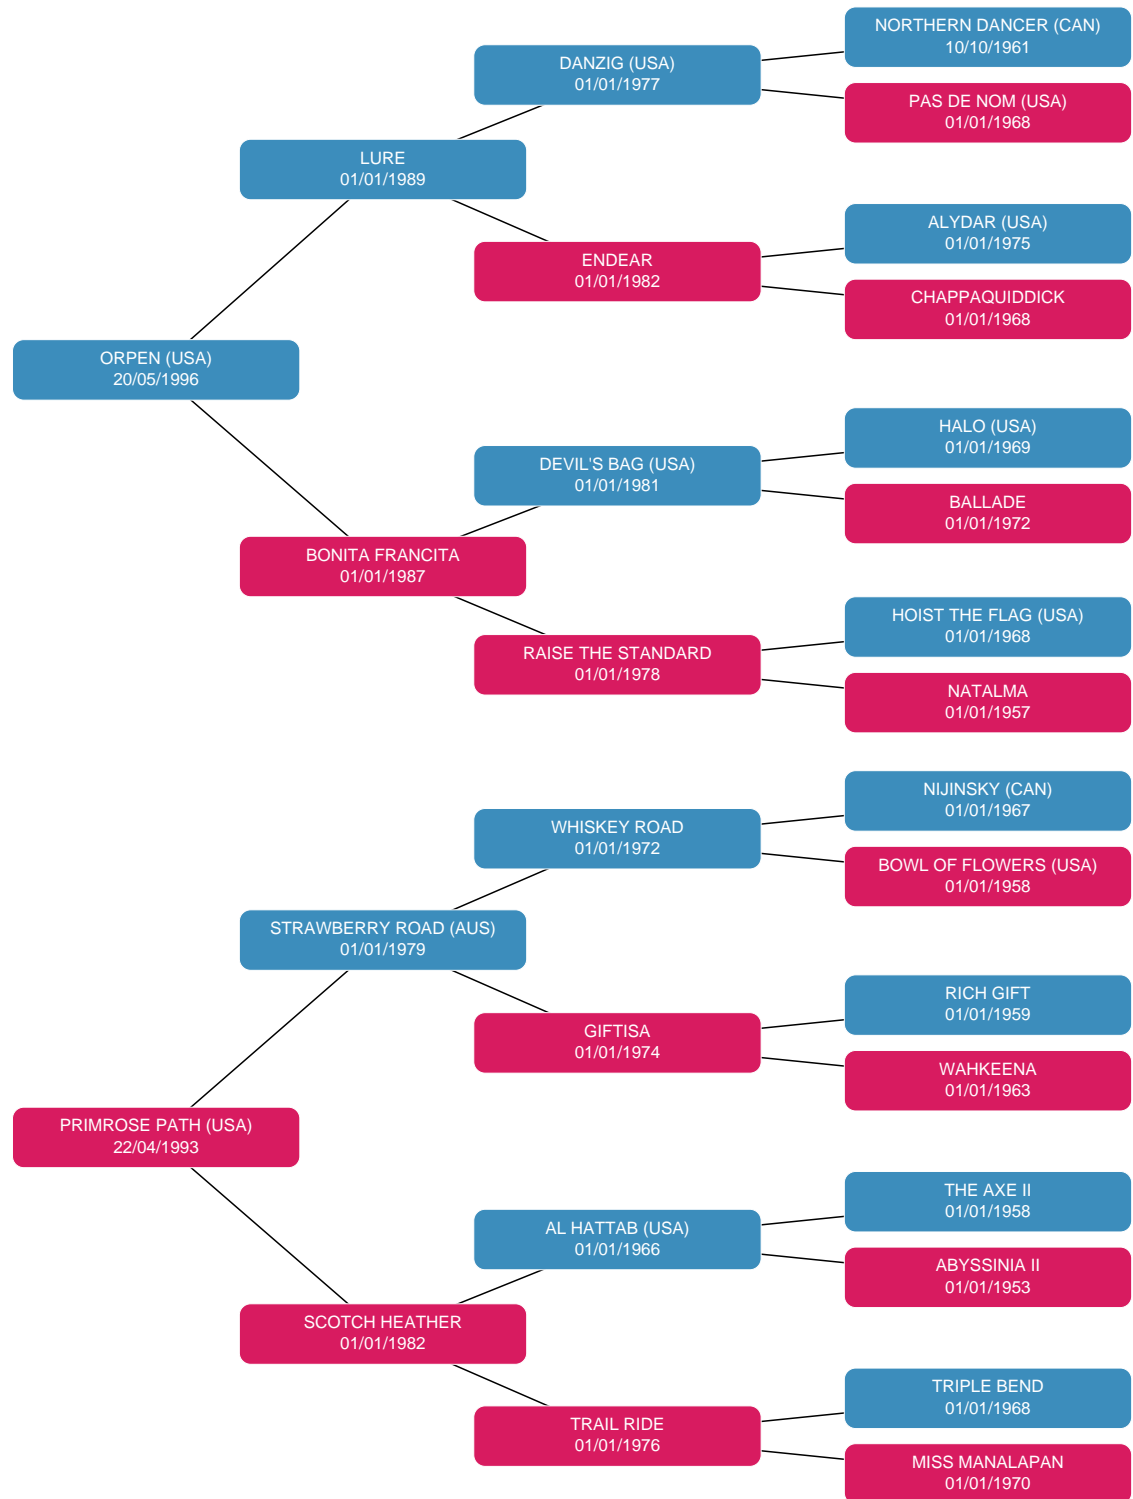 NORTHERN DANCER (CAN)
10/10/1961
DANZIG (USA)
01/01/1977
PAS DE NOM (USA)
01/01/1968
LURE
01/01/1989
ALYDAR (USA)
01/01/1975
ENDEAR
01/01/1982
CHAPPAQUIDDICK
01/01/1968
ORPEN (USA)
20/05/1996
HALO (USA)
01/01/1969
DEVIL'S BAG (USA)
01/01/1981
BALLADE
01/01/1972
BONITA FRANCITA
01/01/1987
HOIST THE FLAG (USA)
01/01/1968
RAISE THE STANDARD
01/01/1978
NATALMA
01/01/1957
NIJINSKY (CAN)
01/01/1967
WHISKEY ROAD
01/01/1972
BOWL OF FLOWERS (USA)
01/01/1958
STRAWBERRY ROAD (AUS)
01/01/1979
RICH GIFT
01/01/1959
GIFTISA
01/01/1974
WAHKEENA
01/01/1963
PRIMROSE PATH (USA)
22/04/1993
THE AXE II
01/01/1958
AL HATTAB (USA)
01/01/1966
ABYSSINIA II
01/01/1953
SCOTCH HEATHER
01/01/1982
TRIPLE BEND
01/01/1968
TRAIL RIDE
01/01/1976
MISS MANALAPAN
01/01/1970